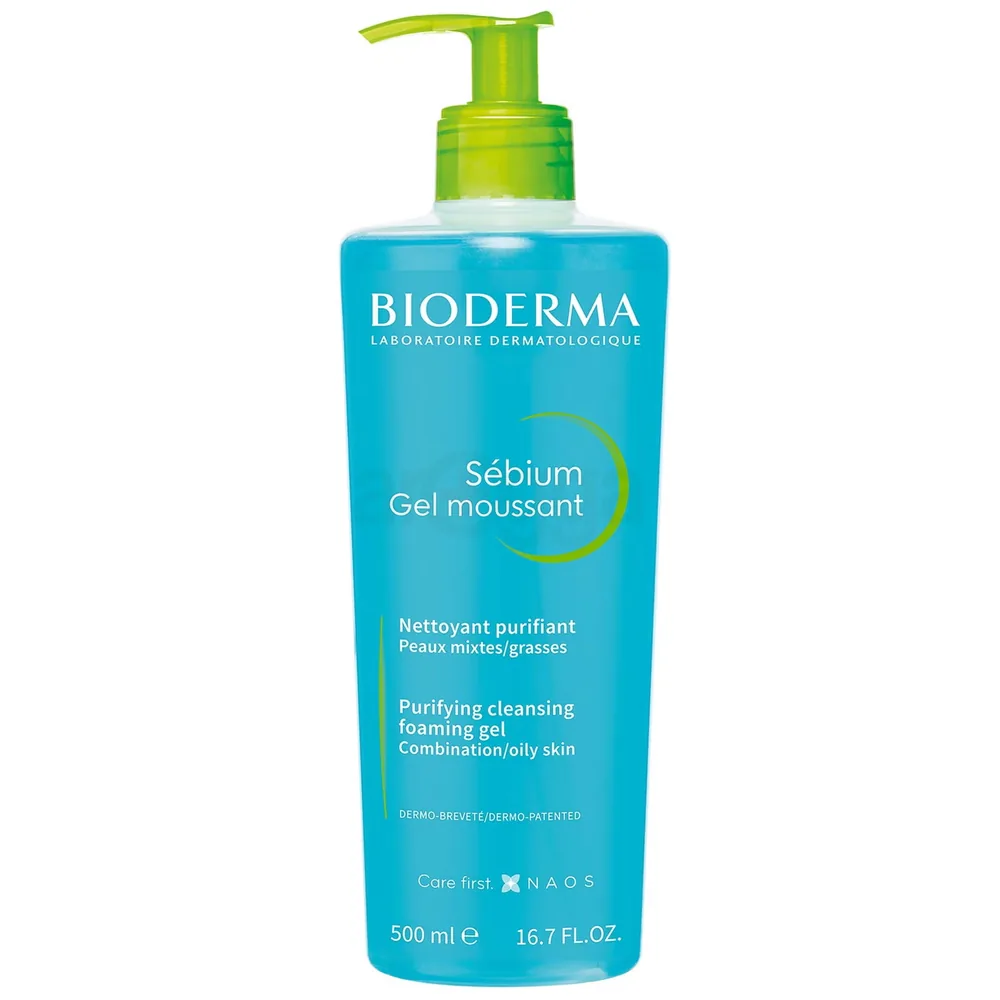 BIODERMA
LABORATOIRE DERMATOLOGIQUE
Sébium
Gel moussant
Nettoyant purifiant
Peaux mixtes/grasses
Purifying cleansing
foaming gel
Combination/oily skin
DERMO-BREVETÉ/DERMO-PATENTED
Care first. NAOS
500 ml ℮ 16.7 FL.OZ.